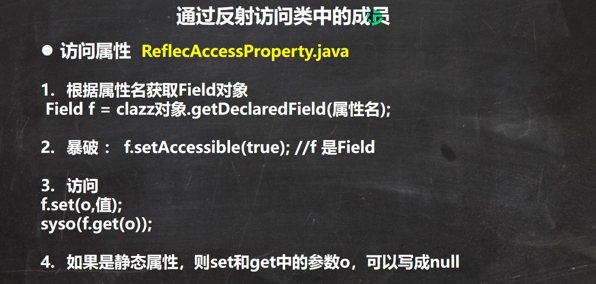 通过反射访问类中的成员
● 访问属性 ReflecAccessProperty.java
1. 根据属性名获取Field对象
Field f = clazz对象.getDeclaredField(属性名);
2. 暴破 : f.setAccessible(true); //f 是Field
3. 访问
f.set(o,值);
syso(f.get(o));
4. 如果是静态属性，则set和get中的参数o，可以写成null